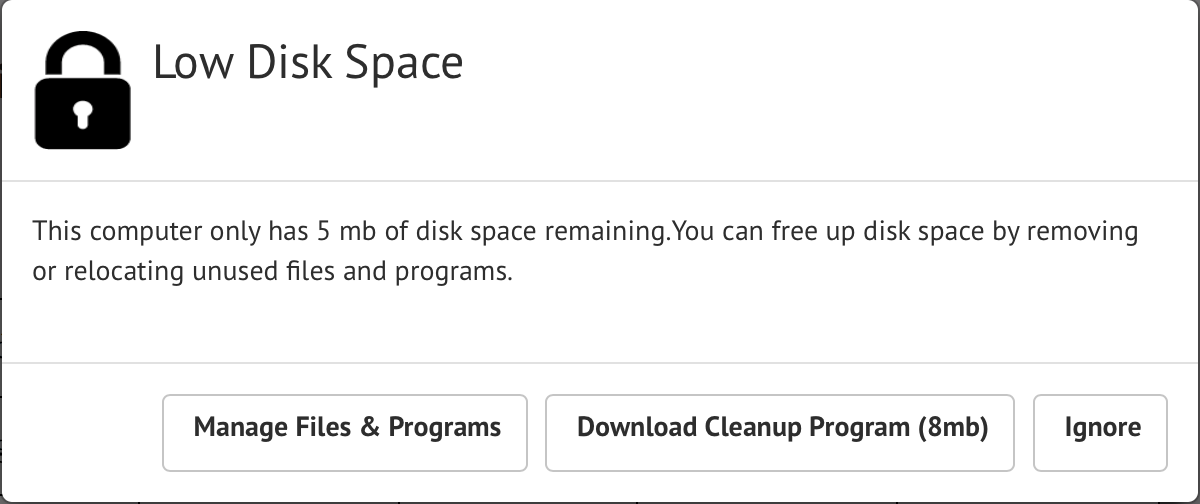 Low Disk Space
This computer only has 5 mb of disk space remaining.You can free up disk space by removing
or relocating unused files and programs.
Manage Files & Programs
Download Cleanup Program (8mb)
Ignore